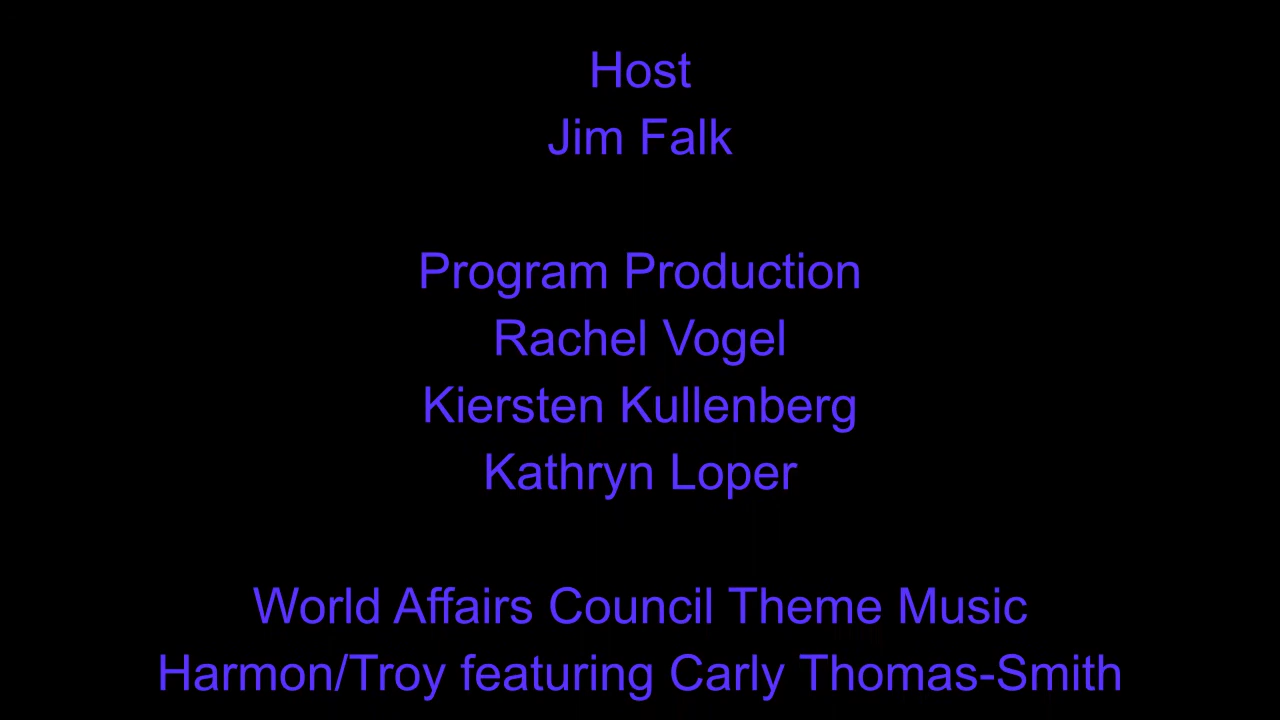 Host
Jim Falk
Program Production
Rachel Vogel
Kiersten Kullenberg
Kathryn Loper
World Affairs Council Theme Music
Harmon/Troy featuring Carly Thomas-Smith